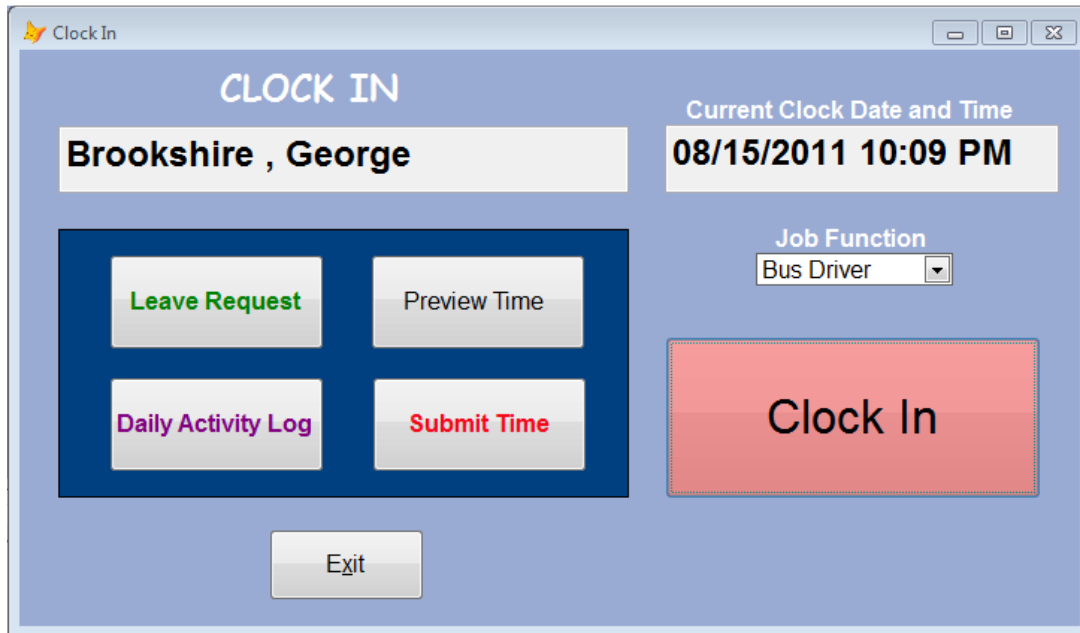 Clock In
CLOCK IN
Current Clock Date and Time
Brookshire , George
08/15/2011 10:09 PM
Job Function
Bus Driver
Leave Request
Preview Time
Daily Activity Log
Submit Time
Clock In
Exit